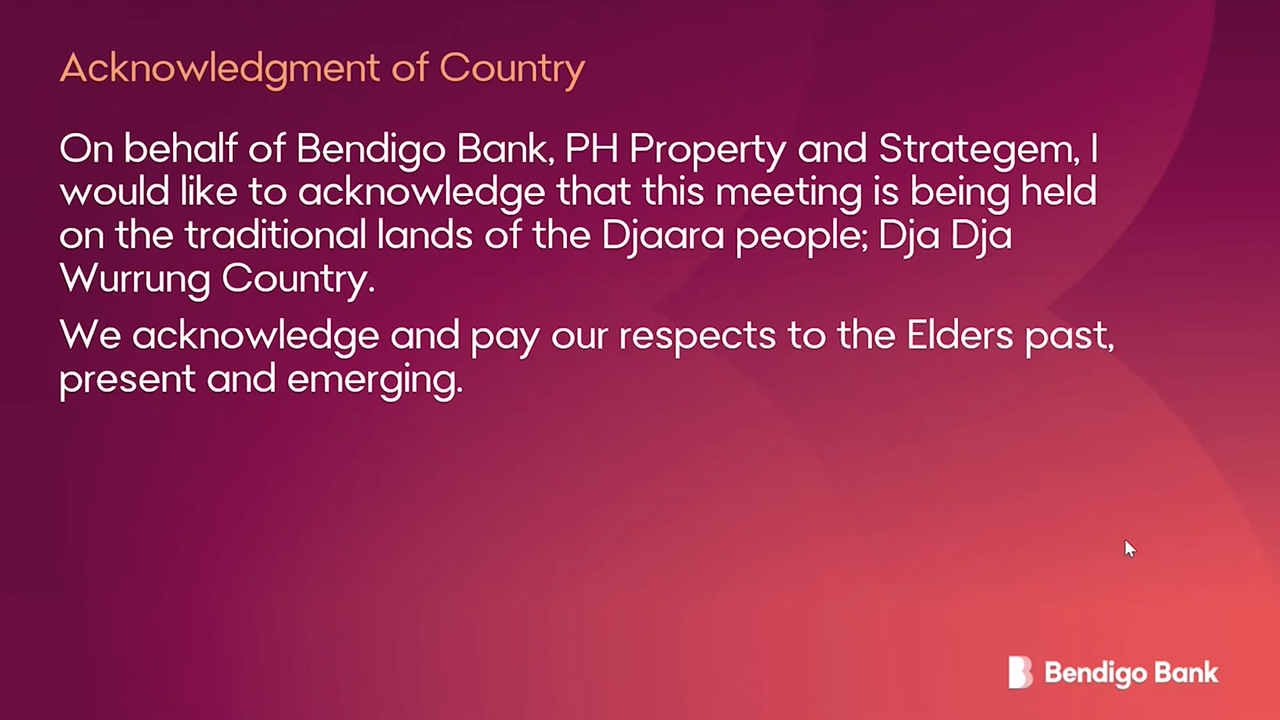 Acknowledgment of Country
On behalf of Bendigo Bank, PH Property and Strategem, I
would like to acknowledge that this meeting is being held
on the traditional lands of the Djaara people; Dja Dja
Wurrung Country.
We acknowledge and pay our respects to the Elders past,
present and emerging.
Bendigo Bank